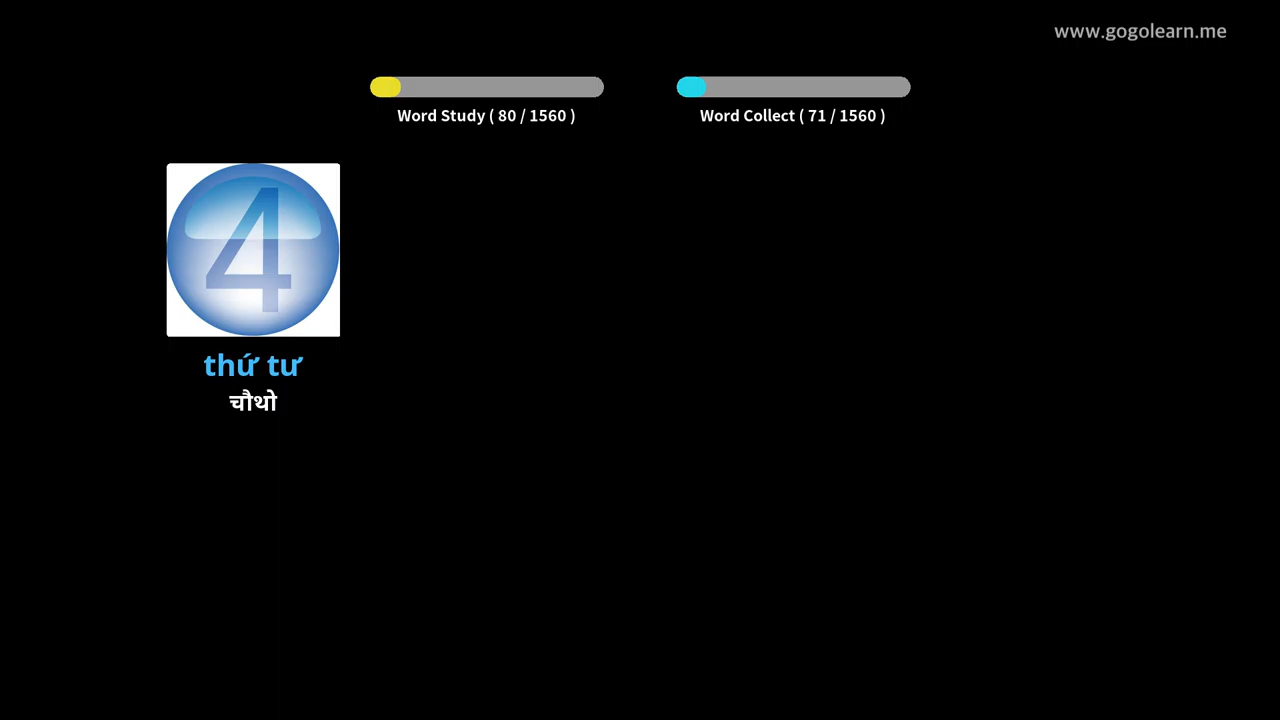 www.gogolearn.me
Word Study ( 80 / 1560 )
Word Collect ( 71 / 1560 )
4
thứ tư
चौथो